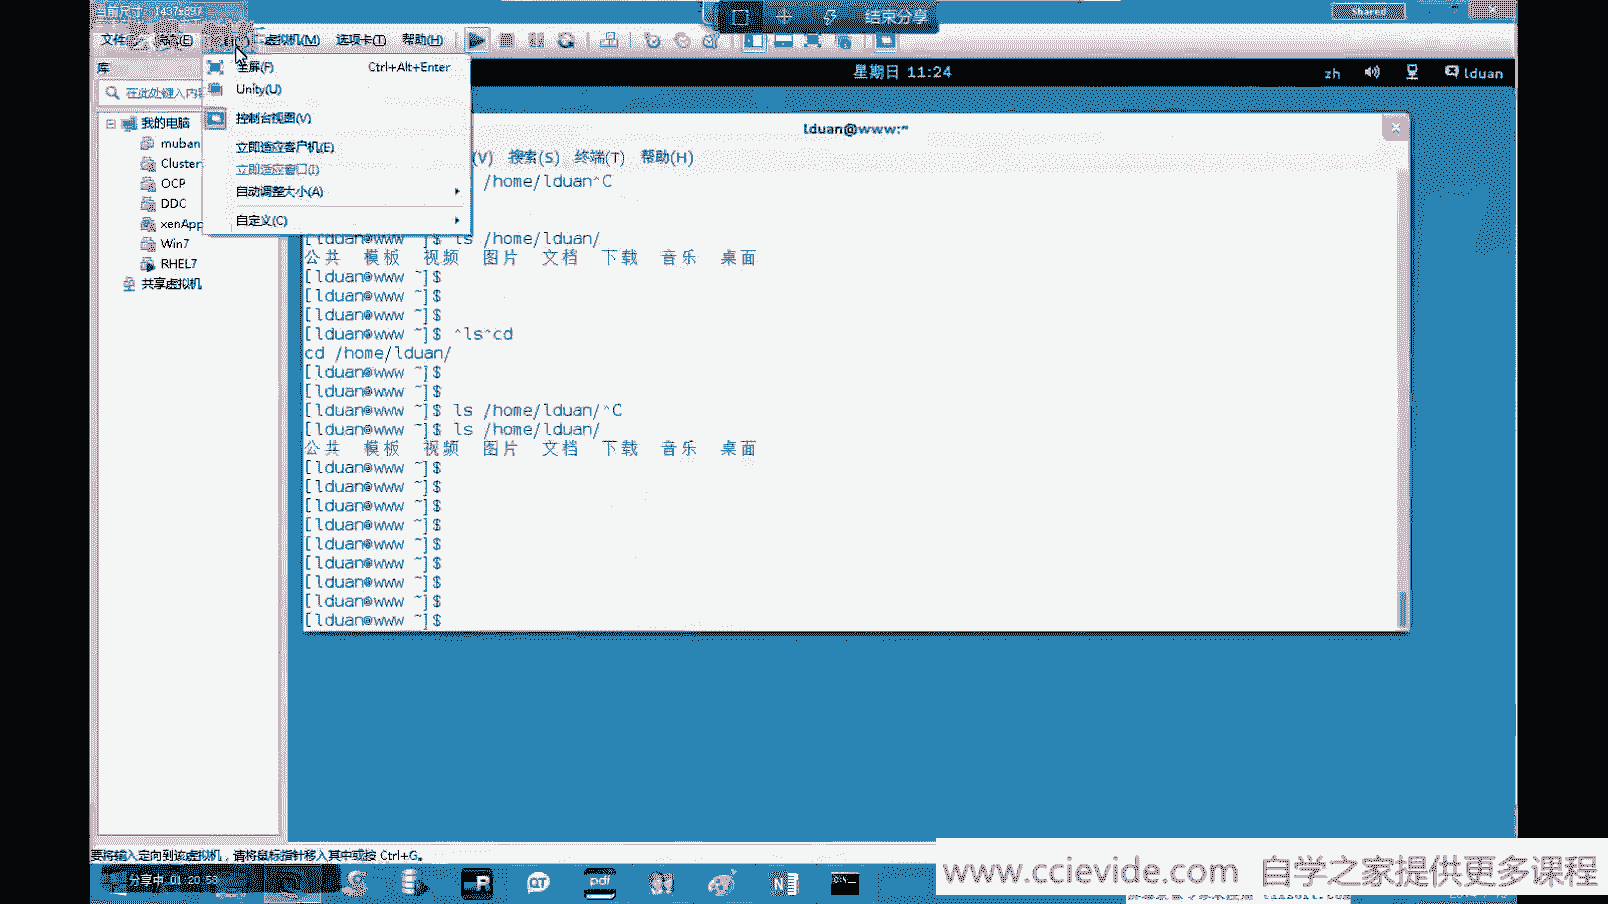 当前尺寸: 1437x897
结束分享
Shared
文件 (E) 虚拟机(M) 选项卡(T) 帮助(H)
库
全屏(F) Ctrl+Alt+Enter
星期日 11:24
zh lduan
在此处键入内容
Unity(U)
控制台视图(V)
我的电脑
lduan@www:~
muban
立即适应客户机(E)
(V) 搜索(S) 终端(T) 帮助(H)
Cluster
立即适应窗口(I)
OCP
/home/lduan^C
自动调整大小(A)
DDC
xenApp
自定义(C)
Win7
[lduan@www ~]$ ls /home/lduan/
公共 模板 视频 图片 文档 下载 音乐 桌面
RHEL7
[lduan@www ~]$
共享虚拟机
[lduan@www ~]$
[lduan@www ~]$
[lduan@www ~]$ ^ls^cd
cd /home/lduan/
[lduan@www ~]$
[lduan@www ~]$
[lduan@www ~]$ ls /home/lduan/^C
[lduan@www ~]$ ls /home/lduan/
公共 模板 视频 图片 文档 下载 音乐 桌面
[lduan@www ~]$
[lduan@www ~]$
[lduan@www ~]$
[lduan@www ~]$
[lduan@www ~]$
[lduan@www ~]$
[lduan@www ~]$
[lduan@www ~]$
[lduan@www ~]$
要将输入定向到该虚拟机，请将鼠标指针移入其中或按 Ctrl+G。
分享中 01:20:58
pdf
www.ccievide.com 自学之家提供更多课程